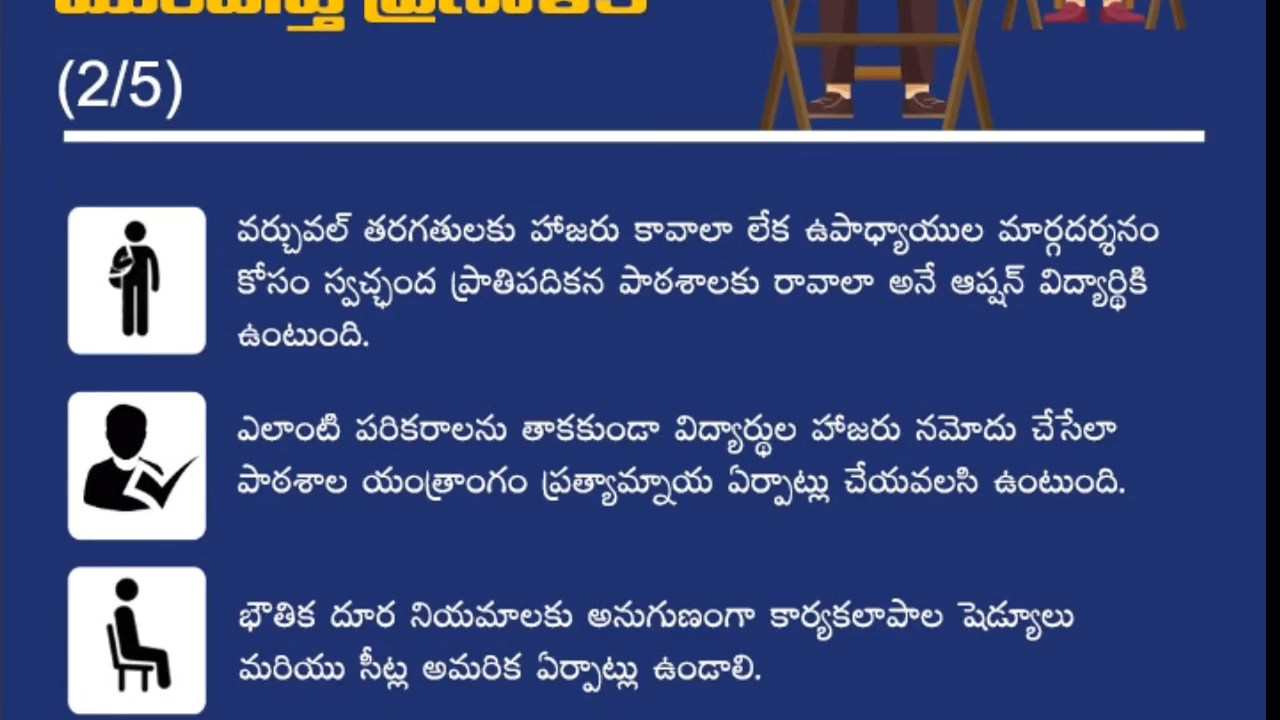 (2/5)
వర్చువల్ తరగతులకు హాజరు కావాలా లేక ఉపాధ్యాయుల మార్గదర్శనం
కోసం స్వచ్ఛంద ప్రాతిపదికన పాఠశాలకు రావాలా అనే ఆప్షన్ విద్యార్థికి
ఉంటుంది.
ఎలాంటి పరికరాలను తాకకుండా విద్యార్థుల హాజరు నమోదు చేసేలా
పాఠశాల యంత్రాంగం ప్రత్యామ్నాయ ఏర్పాట్లు చేయవలసి ఉంటుంది.
భౌతిక దూర నియమాలకు అనుగుణంగా కార్యకలాపాల షెడ్యూలు
మరియు సీట్ల అమరిక ఏర్పాట్లు ఉండాలి.